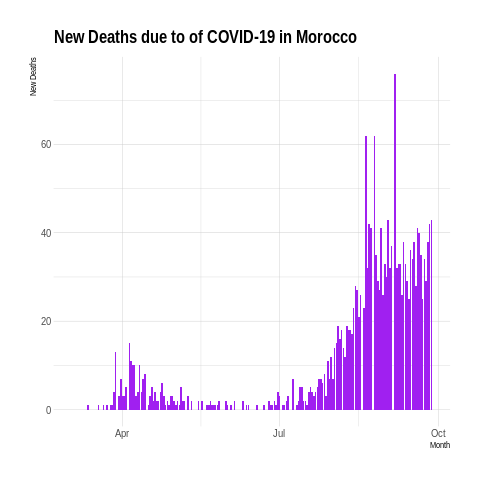 New Deaths due to of COVID-19 in Morocco
New Deaths
60
40
20
0
Apr Jul Oct
Month